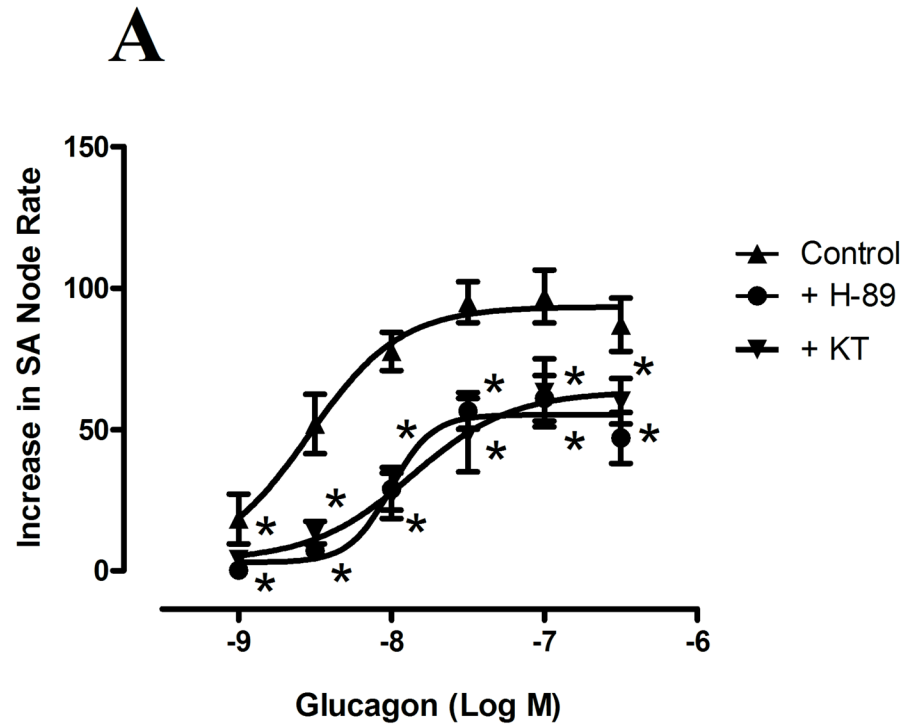 A
Increase in SA Node Rate
150
100
50
0
Control
+ H-89
+ KT
* * * * * *
* * * * * *
-9 -8 -7 -6
Glucagon (Log M)